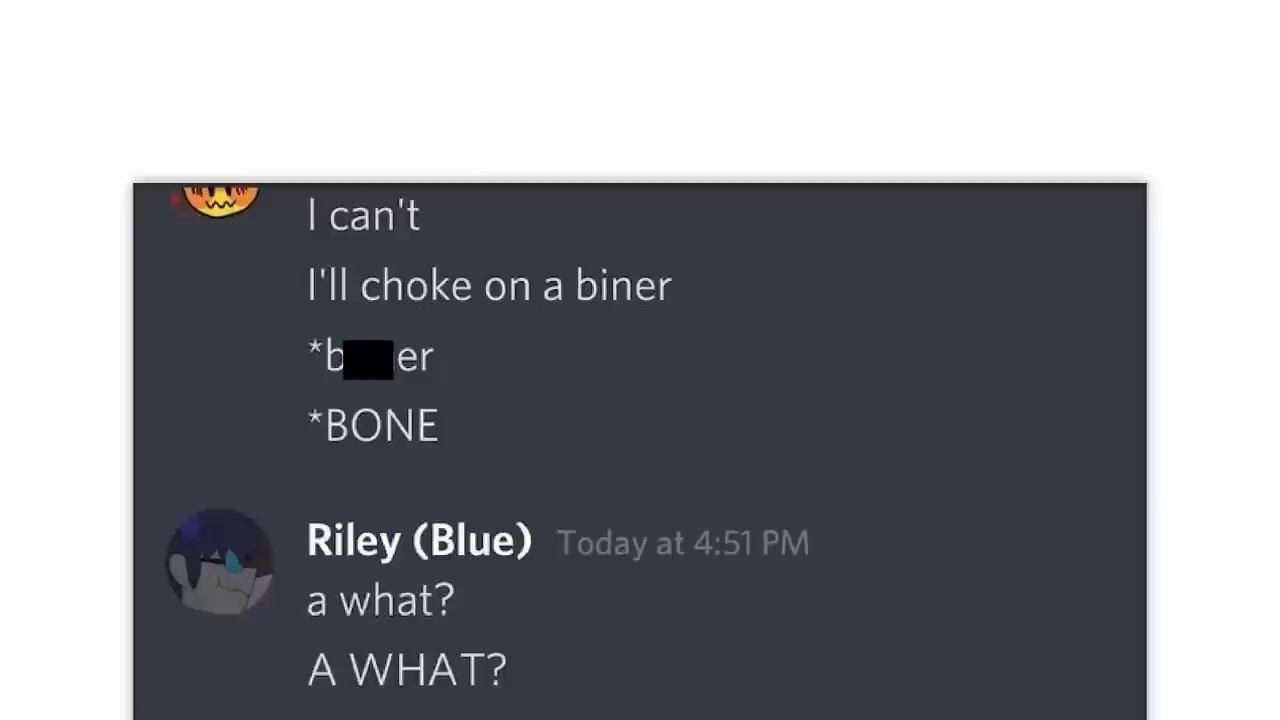 I can't
I'll choke on a biner
*b er
*BONE
Riley (Blue) Today at 4:51 PM
a what?
A WHAT?